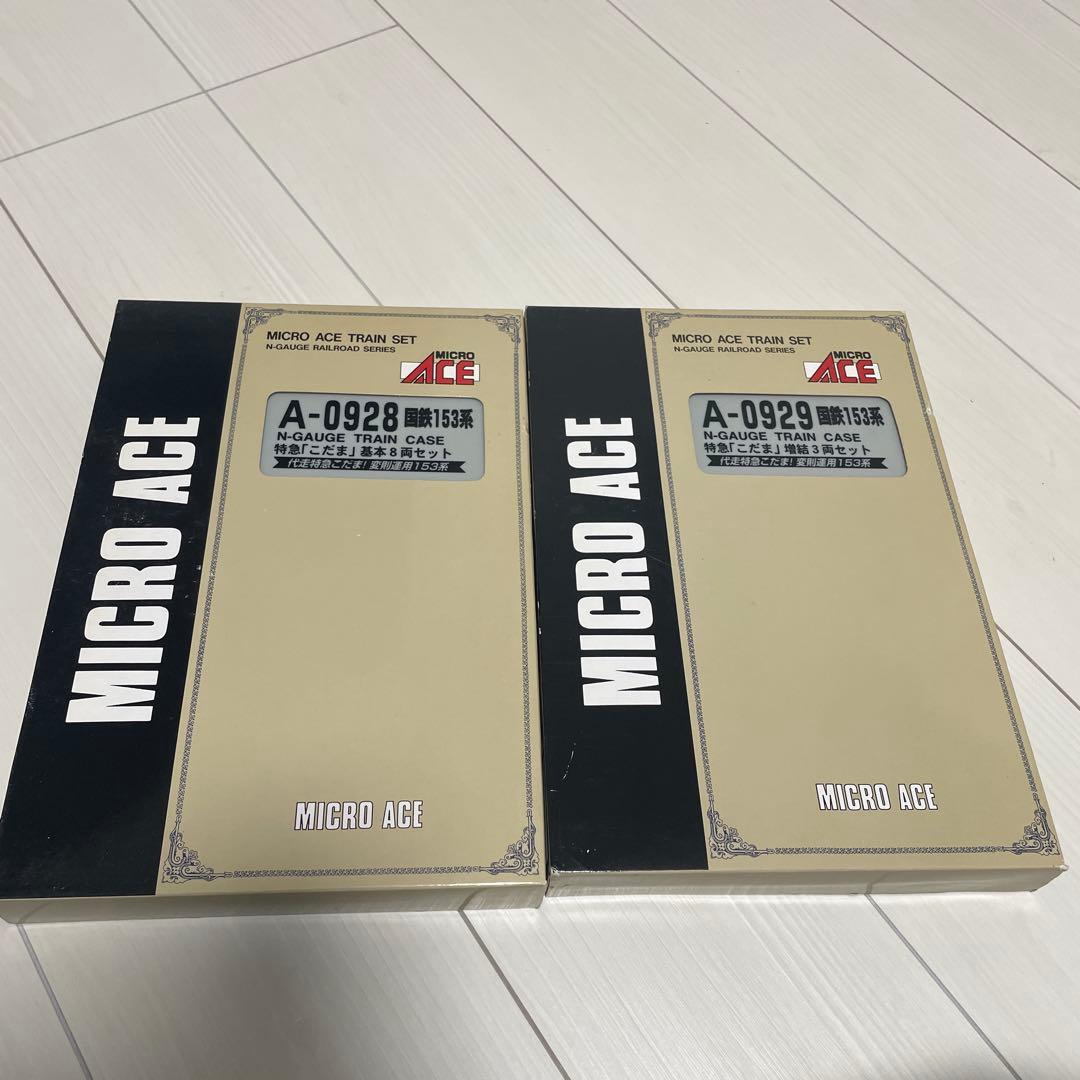 MICRO ACE
MICRO ACE TRAIN SET
N-GAUGE RAILROAD SERIES
MICRO
ACE
A-0928 国鉄153系
N-GAUGE TRAIN CASE
特急「こだま」基本8両セット
代走特急こだま!変則運用153系
MICRO ACE
MICRO ACE
MICRO ACE TRAIN SET
N-GAUGE RAILROAD SERIES
MICRO
ACE
A-0929 国鉄153系
N-GAUGE TRAIN CASE
特急「こだま」増結3両セット
代走特急こだま!変則運用153系
MICRO ACE